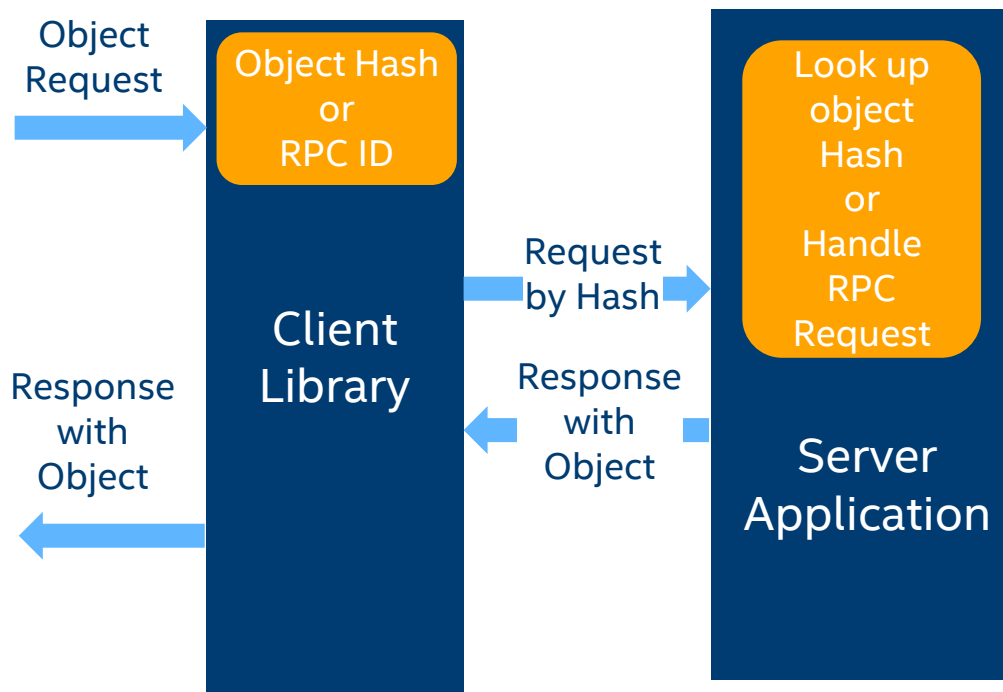 Object
Request
Object Hash
or
RPC ID
Look up
object
Hash
or
Handle
RPC
Request
Request
by Hash
Client
Library
Response
with
Object
Response
with
Object
Server
Application